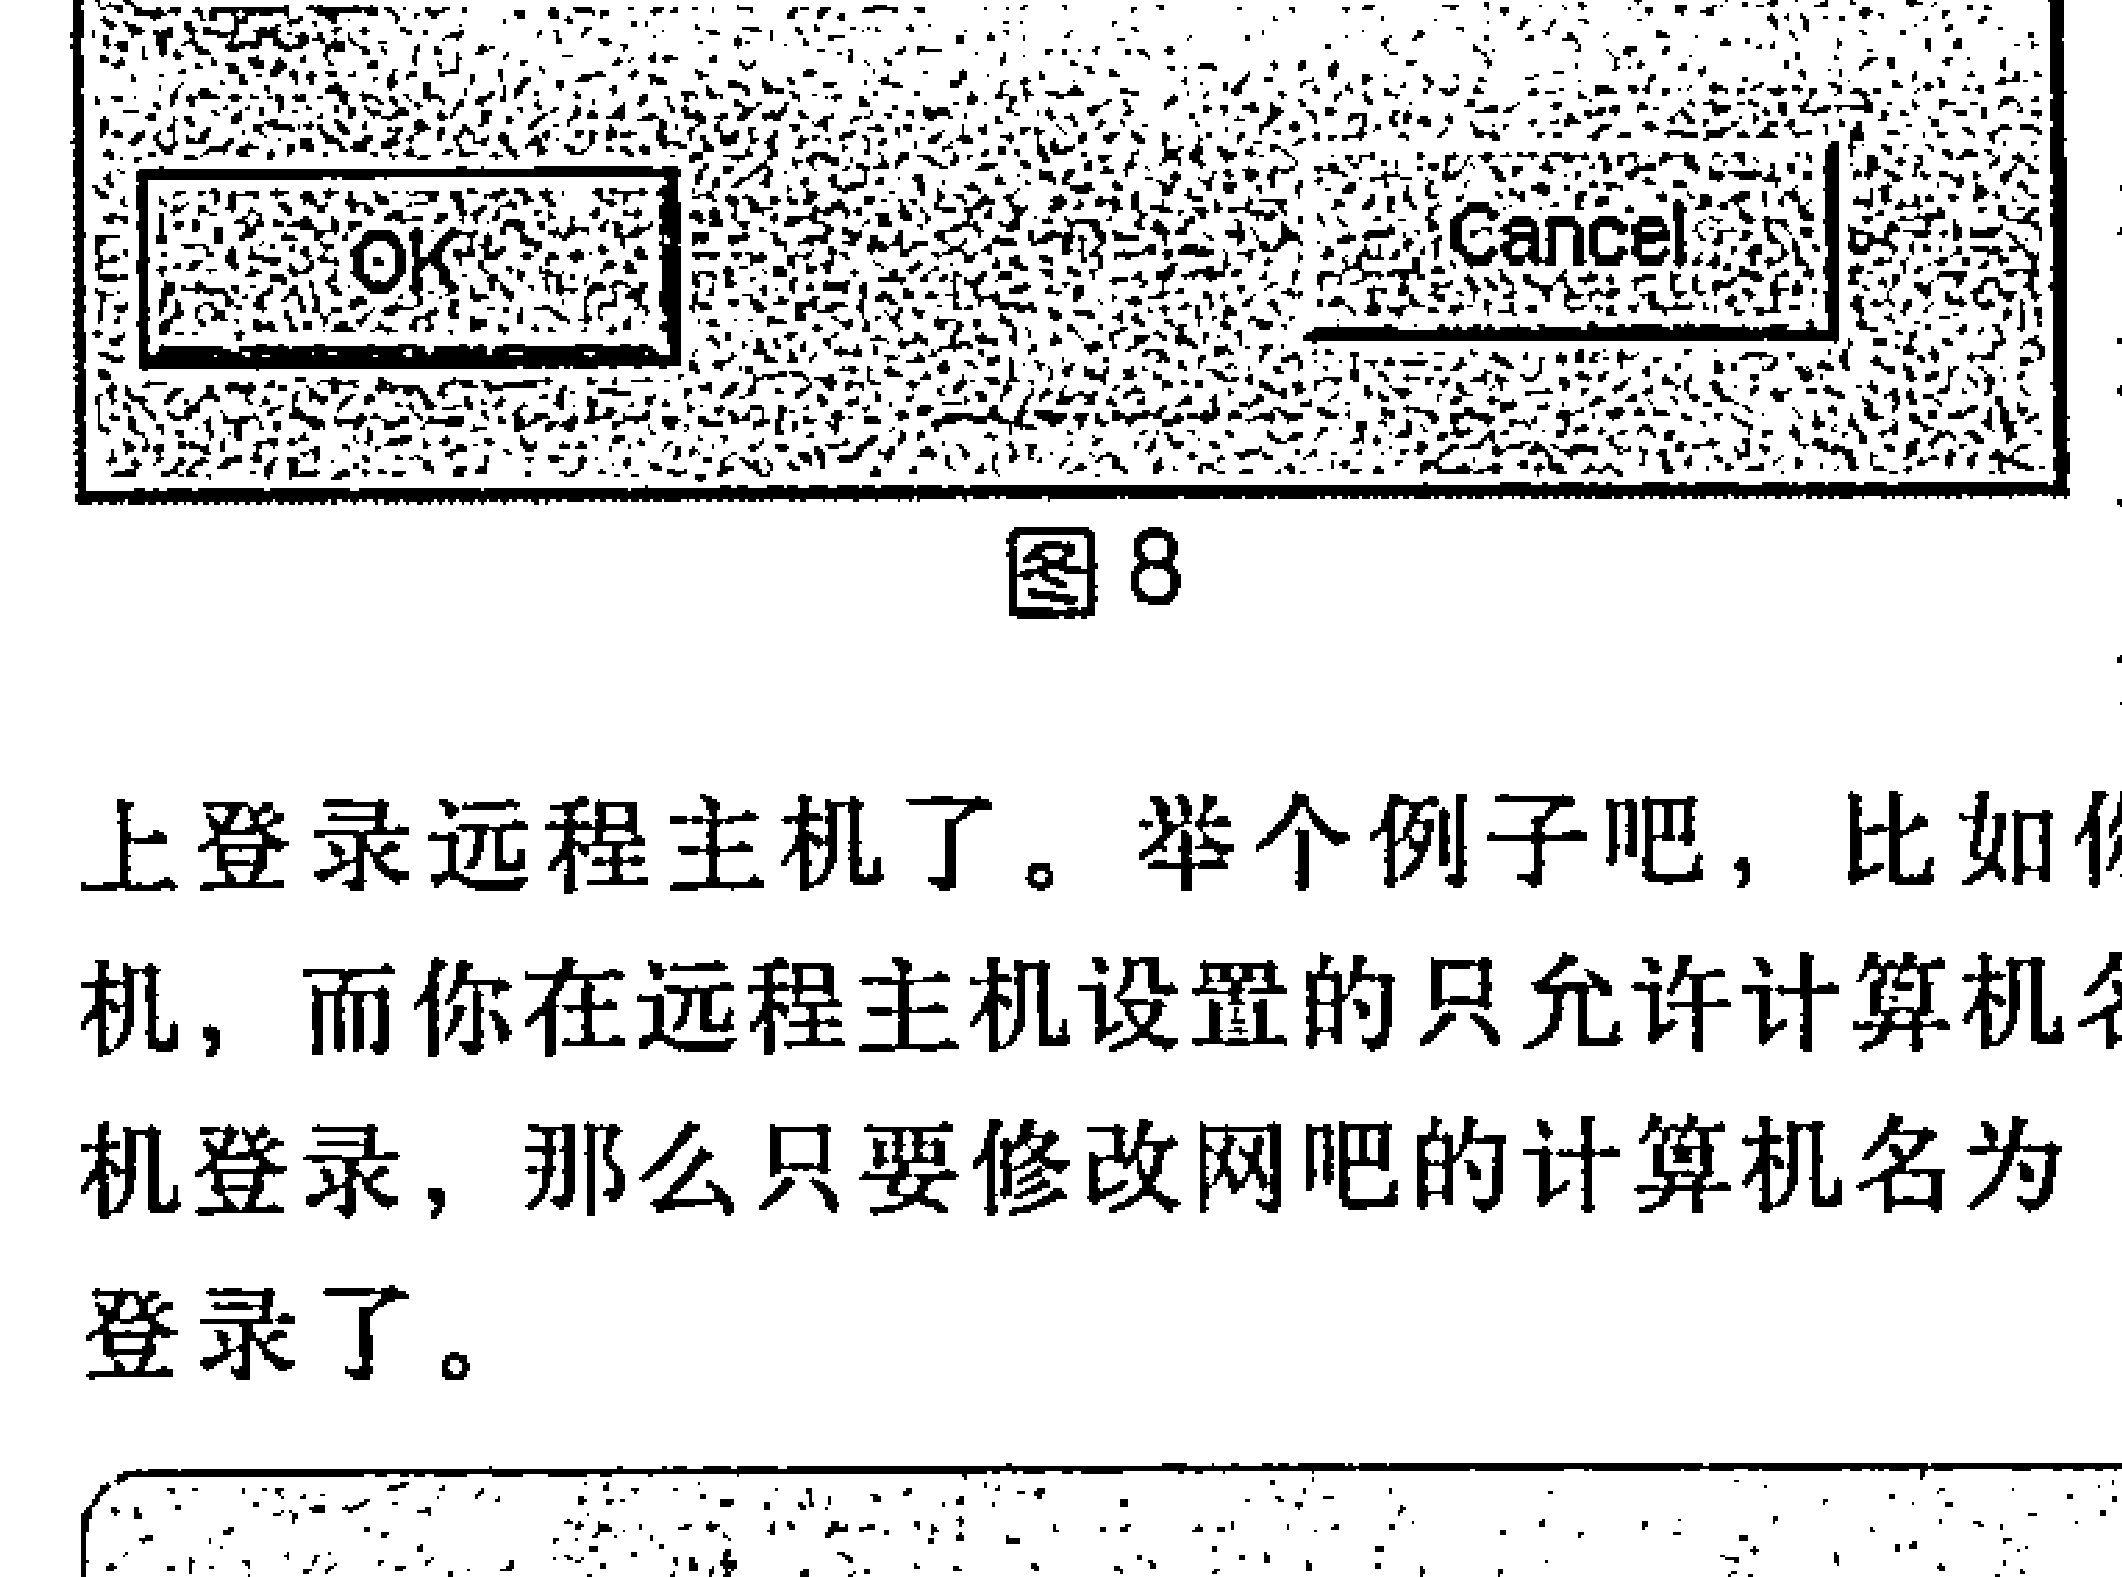 OK Cancel
图 8
上登录远程主机了。举个例子吧，比如你
机，而你在远程主机设置的只允许计算机名
机登录，那么只要修改网吧的计算机名为
登录了。